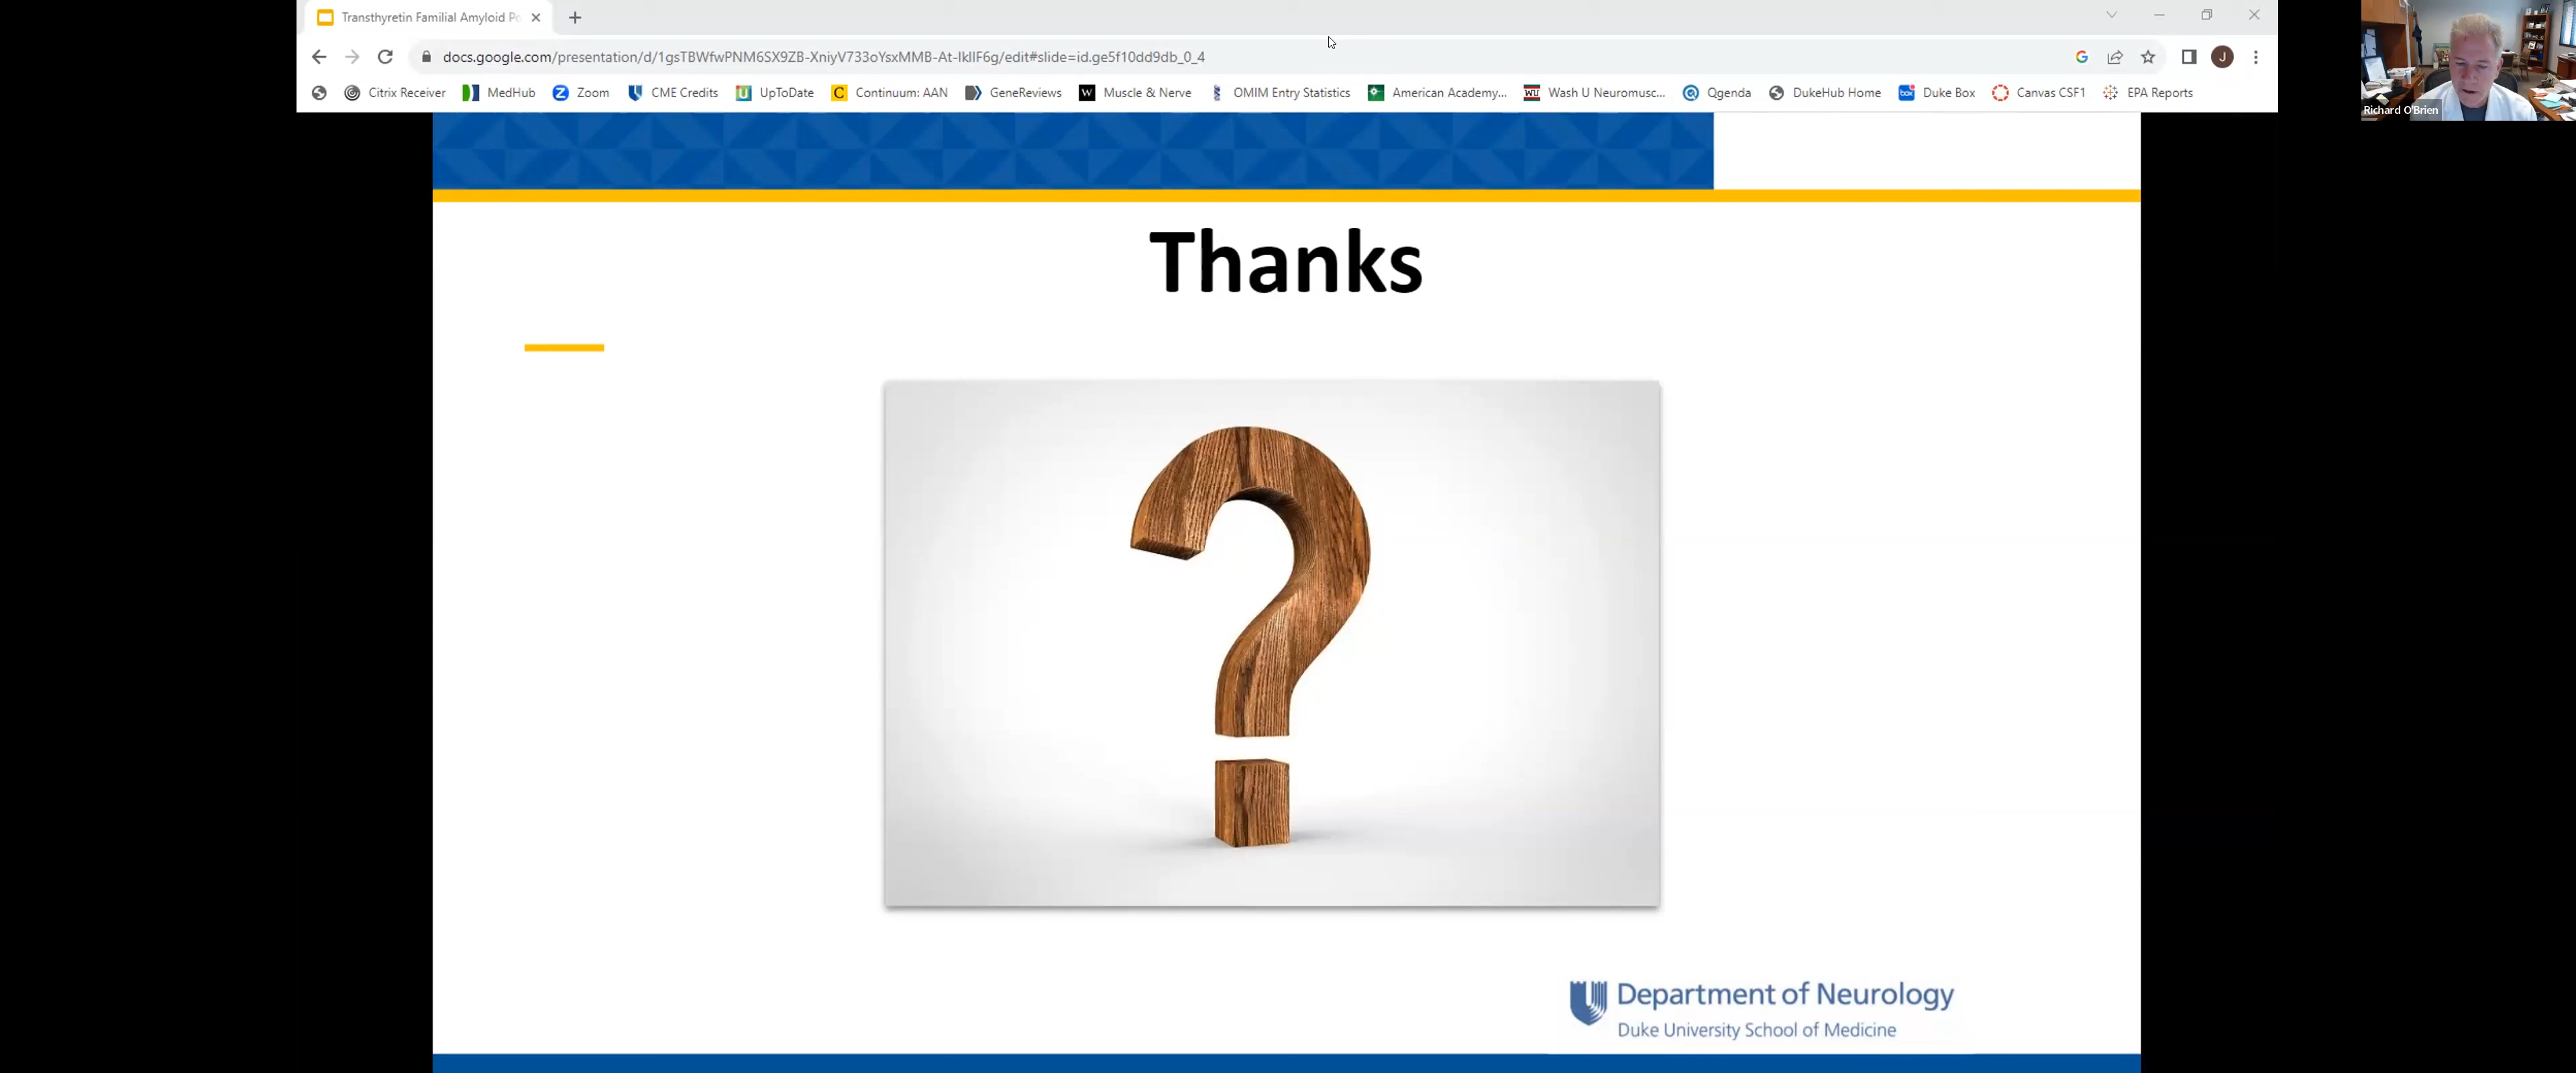 Transthyretin Familial Amyloid Po
docs.google.com/presentation/d/1gsTBWfwPNM6SX9ZB-XniyV733oYsxMMB-At-IkllF6g/edit#slide=id.ge5f10dd9db_0_4
J
Citrix Receiver MedHub Zoom CME Credits UpToDate Continuum: AAN GeneReviews Muscle & Nerve OMIM Entry Statistics American Academy... Wash U Neuromusc... Qgenda DukeHub Home Duke Box Canvas CSF1 EPA Reports
Richard O'Brien
Thanks
?
Department of Neurology
Duke University School of Medicine